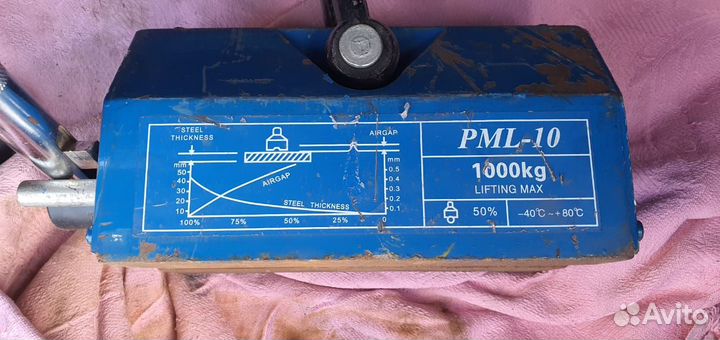 STEEL THICKNESS
AIRGAP
PML-10
1000kg
LIFTING MAX
50%
-40℃ ~ +80℃
mm
50
40
30
20
10
AIRGAP
STEEL THICKNESS
mm
0.5
0.4
0.3
0.2
0.1
100%
75%
50%
25%
0
Avito